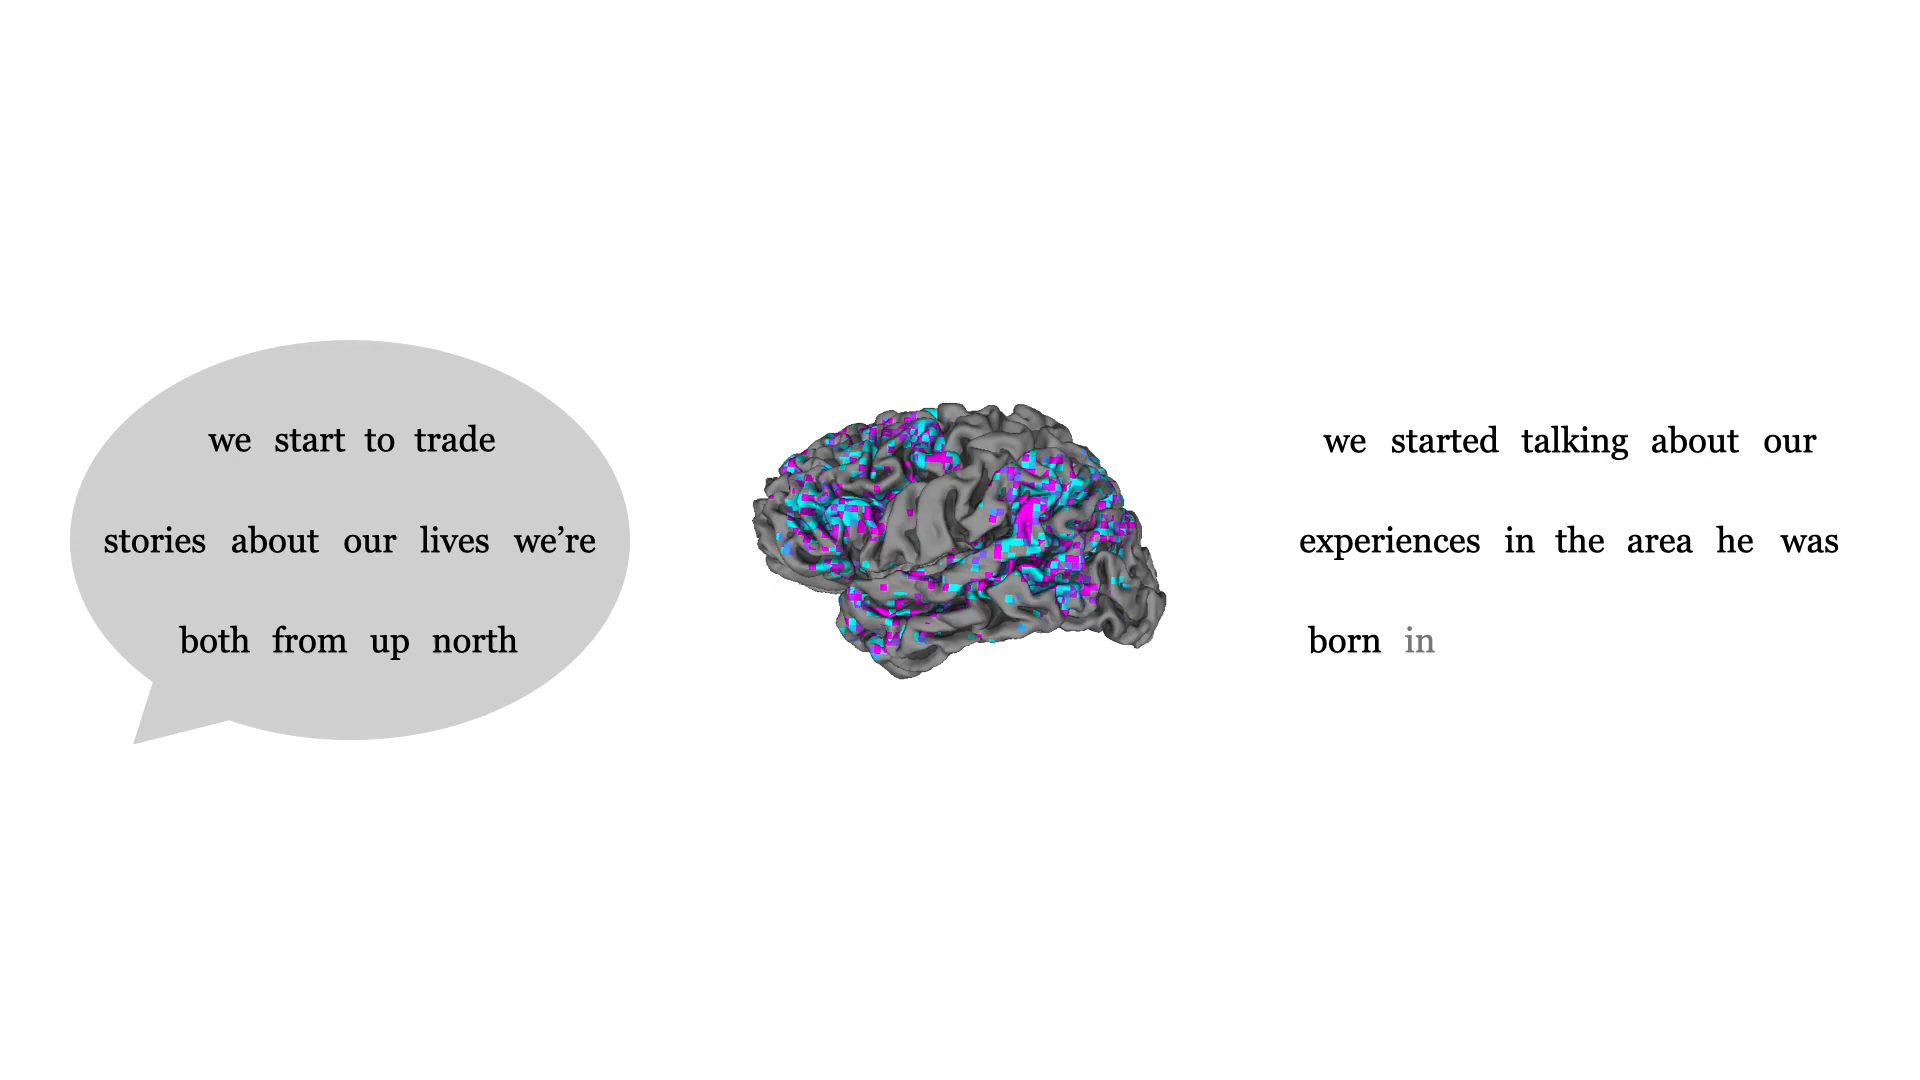 we start to trade
stories about our lives we’re
both from up north
we started talking about our
experiences in the area he was
born in